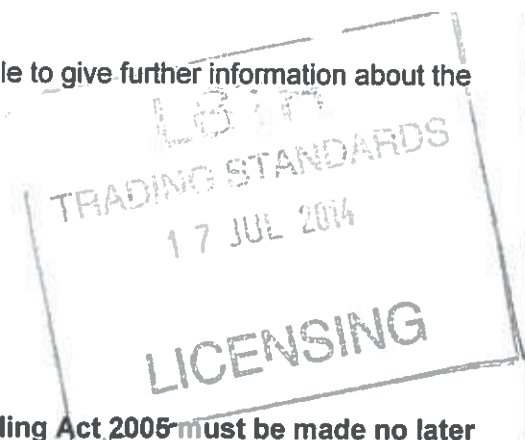 le to give further information about the
TRADING STANDARDS
17 JUL 2014
LICENSING
ling Act 2005 must be made no later